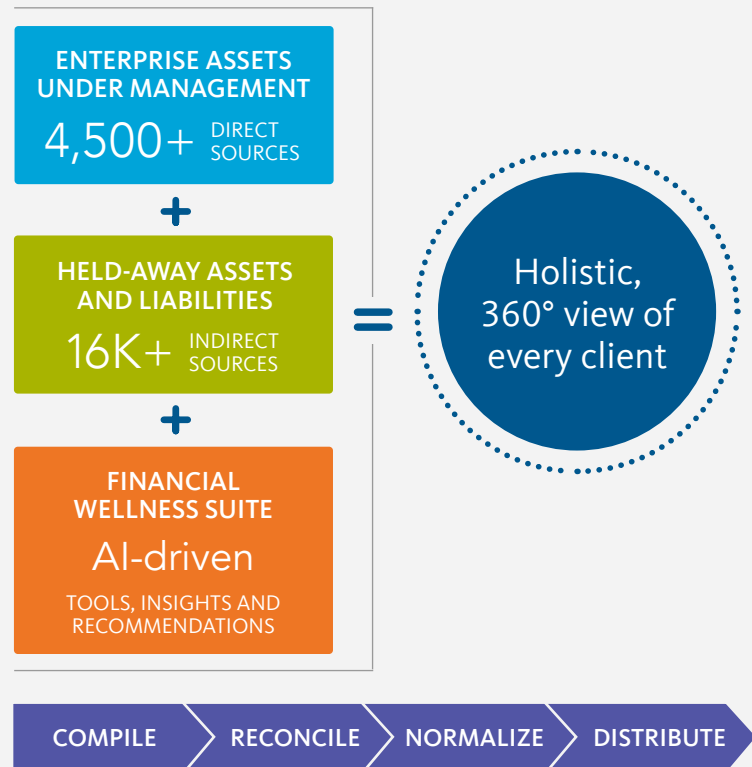 ENTERPRISE ASSETS
UNDER MANAGEMENT
4,500+ DIRECT
SOURCES
+
HELD-AWAY ASSETS
AND LIABILITIES
16K+ INDIRECT
SOURCES
+
FINANCIAL
WELLNESS SUITE
AI-driven
TOOLS, INSIGHTS AND
RECOMMENDATIONS
=
Holistic,
360° view of
every client
COMPILE
RECONCILE
NORMALIZE
DISTRIBUTE